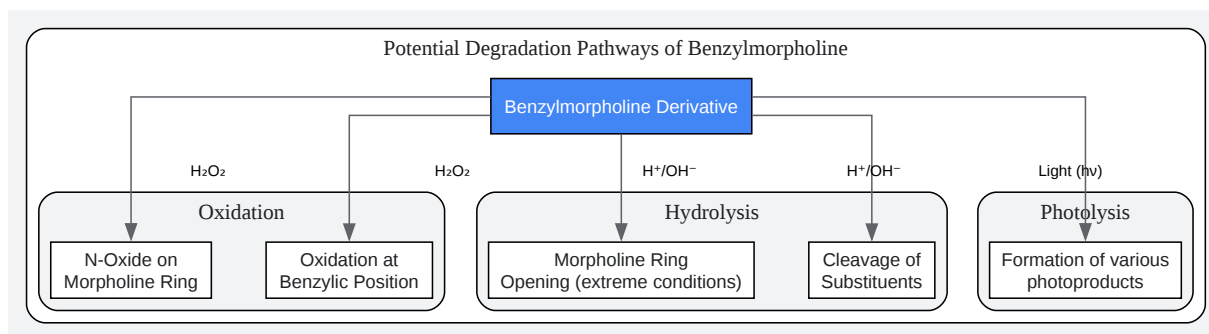 Potential Degradation Pathways of Benzylmorpholine
Benzylmorpholine Derivative
H₂O₂
H₂O₂
H⁺/OH⁻
H⁺/OH⁻
Light (hν)
Oxidation
Hydrolysis
Photolysis
N-Oxide on
Morpholine Ring
Oxidation at
Benzylic Position
Morpholine Ring
Opening (extreme conditions)
Cleavage of
Substituents
Formation of various
photoproducts